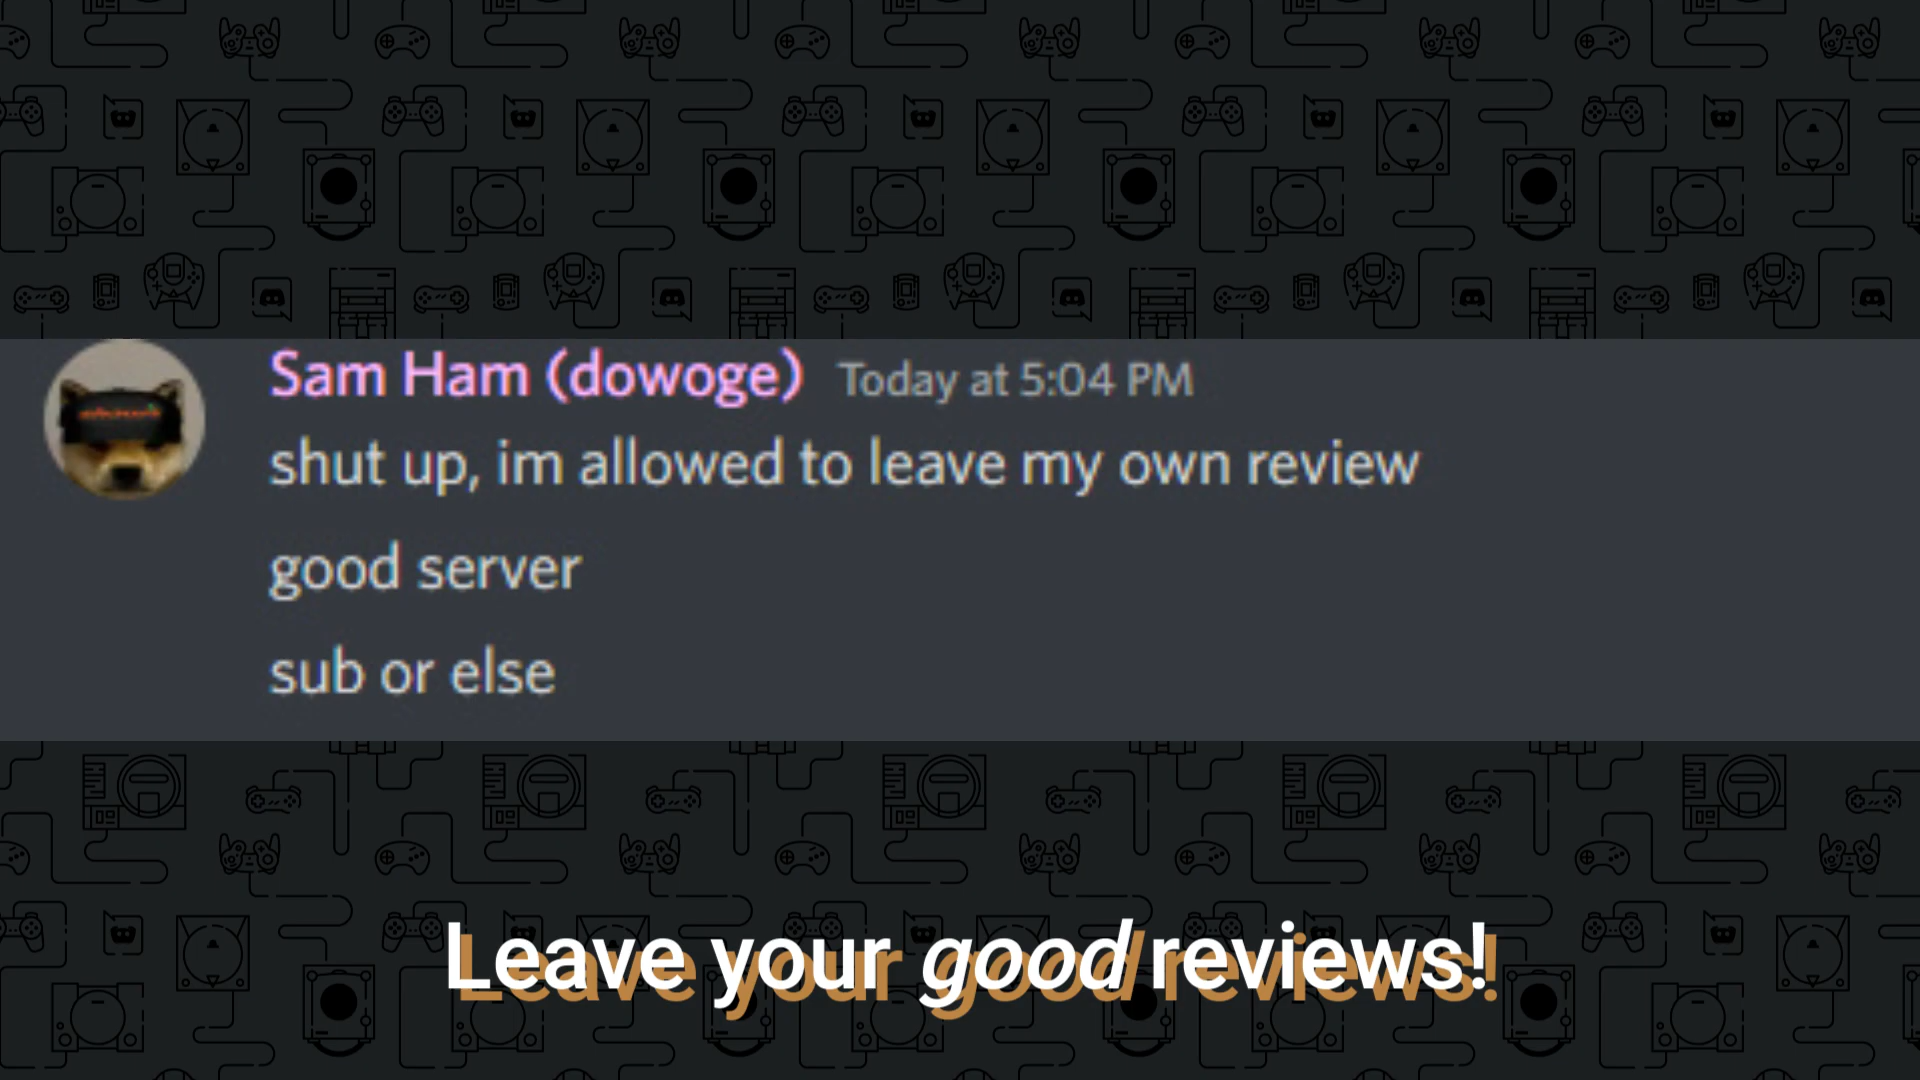 Sam Ham (dowoge) Today at 5:04 PM
shut up, im allowed to leave my own review
good server
sub or else
Leave your good reviews!